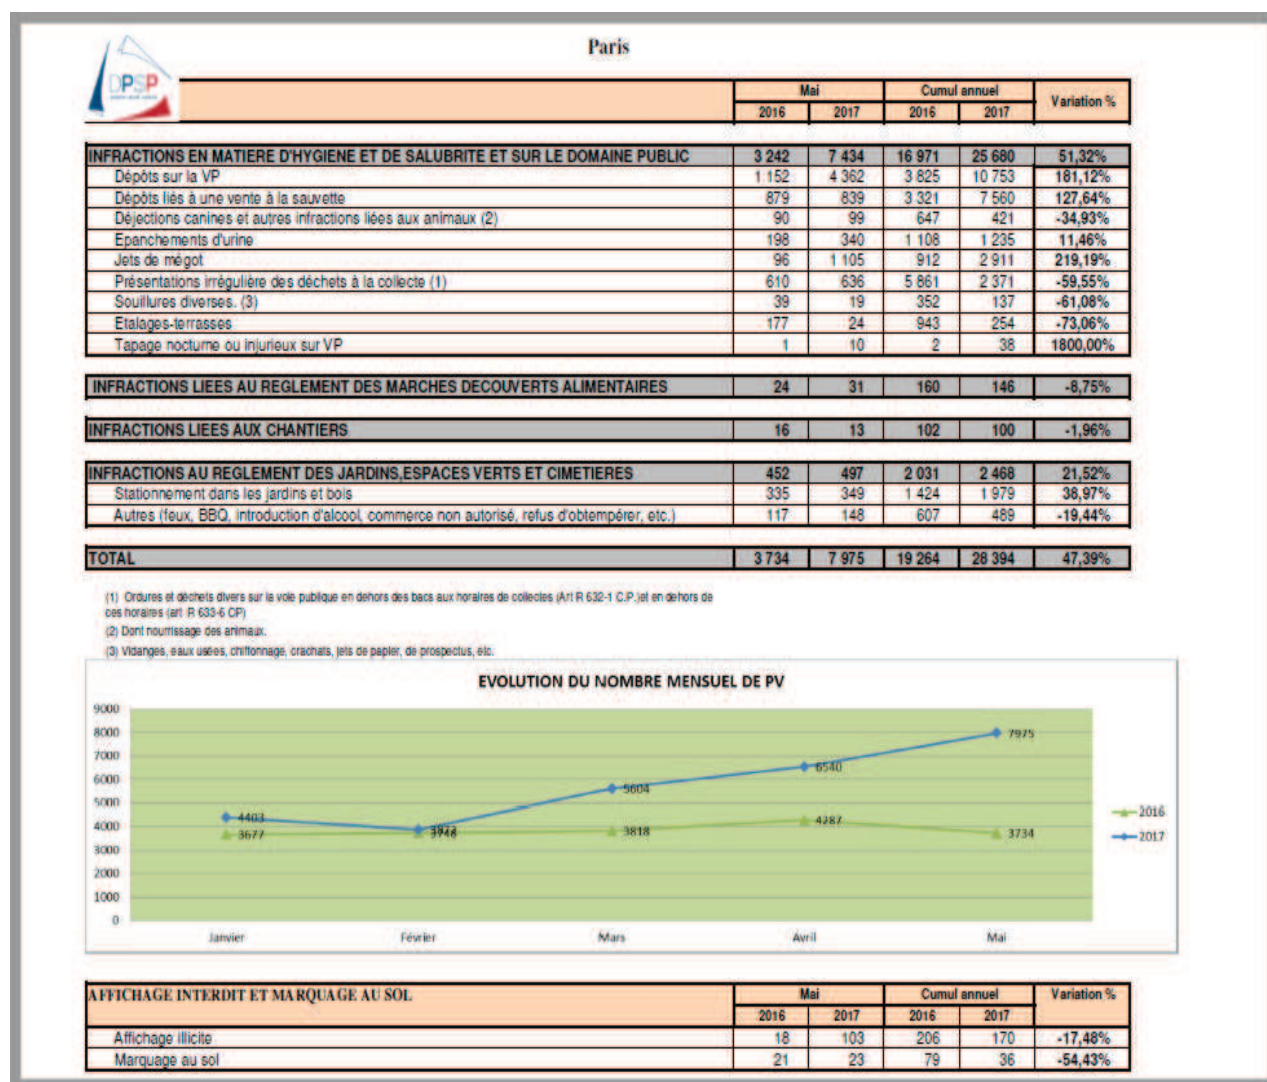 Paris
DPSP
Mai Cumul annuel Variation %
2016 2017 2016 2017
INFRACTIONS EN MATIERE D'HYGIENE ET DE SALUBRITE ET SUR LE DOMAINE PUBLIC 3 242 7 434 16 971 25 680 51,32%
Dépôts sur la VP 1 152 4 362 3 825 10 753 181,12%
Dépôts liés à une vente à la sauvette 879 839 3 321 7 560 127,64%
Déjections canines et autres infractions liées aux animaux (2) 90 99 647 421 -34,93%
Epanchements d'urine 198 340 1 108 1 235 11,46%
Jets de mégot 96 1 105 912 2 911 219,19%
Présentations irrégulière des déchets à la collecte (1) 610 636 5 861 2 371 -59,55%
Souillures diverses. (3) 39 19 352 137 -61,08%
Etalages-terrasses 177 24 943 254 -73,06%
Tapage nocturne ou injurieux sur VP 1 10 2 38 1800,00%
INFRACTIONS LIEES AU REGLEMENT DES MARCHES DECOUVERTS ALIMENTAIRES 24 31 160 146 -8,75%
INFRACTIONS LIEES AUX CHANTIERS 16 13 102 100 -1,96%
INFRACTIONS AU REGLEMENT DES JARDINS,ESPACES VERTS ET CIMETIERES 452 497 2 031 2 468 21,52%
Stationnement dans les jardins et bois 335 349 1 424 1 979 38,97%
Autres (feux, BBQ, introduction d'alcool, commerce non autorisé, refus d'obtempérer, etc.) 117 148 607 489 -19,44%
TOTAL 3 734 7 975 19 264 28 394 47,39%
(1) Ordures et déchets divers sur la voie publique en dehors des bacs aux horaires de collectes (Art R 632-1 C.P.)et en dehors de
ces horaires (art R 633-6 CP)
(2) Dont nourrissage des animaux.
(3) Vidanges, eaux usées, chiffonnage, crachats, jets de papier, de prospectus, etc.
EVOLUTION DU NOMBRE MENSUEL DE PV
9000
8000
7975
7000
6540
6000
5604
5000
4403
4287
4000
3677 3746 3818 3734
3000
2000
1000
0
2016
2017
Janvier Février Mars Avril Mai
AFFICHAGE INTERDIT ET MARQUAGE AU SOL Mai Cumul annuel Variation %
2016 2017 2016 2017
Affichage illicite 18 103 206 170 -17,48%
Marquage au sol 21 23 79 36 -54,43%